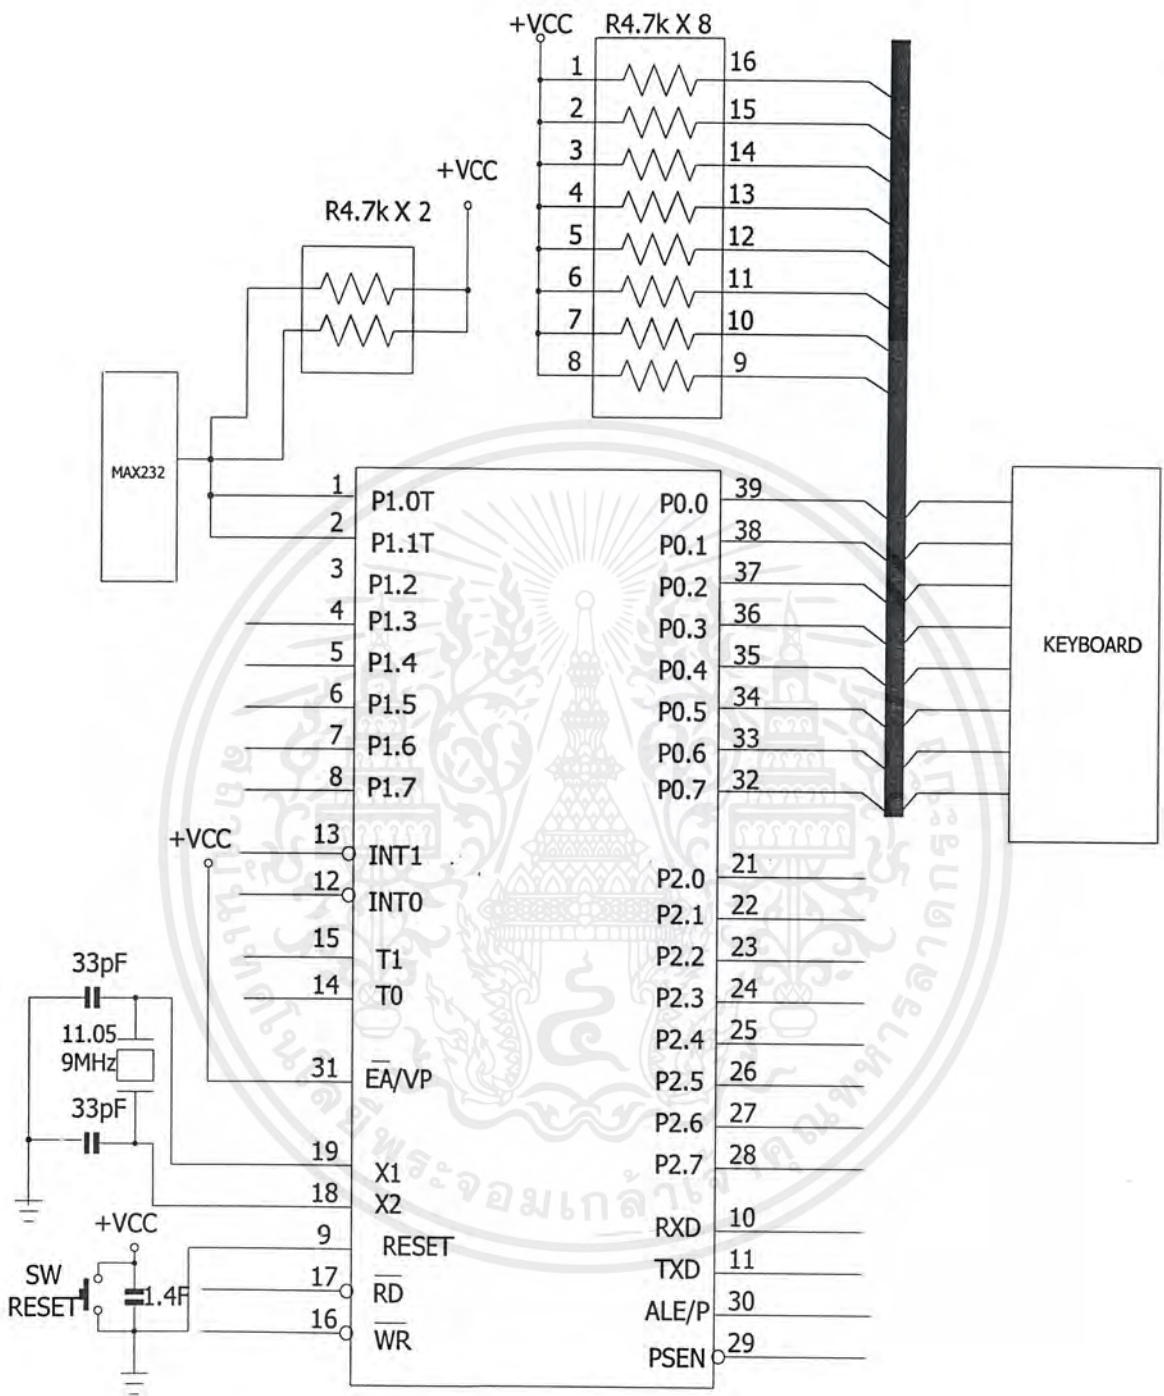 +VCC
R4.7k X 8
1
16
2
15
3
14
4
13
5
12
6
11
7
10
8
9
+VCC
R4.7k X 2
MAX232
1
P1.0T
2
P1.1T
3
P1.2
4
P1.3
5
P1.4
6
P1.5
7
P1.6
8
P1.7
+VCC
13
INT1
12
INT0
15
T1
14
T0
31
EA/VP
19
X1
18
X2
9
RESET
17
RD
16
WR
P0.0
39
P0.1
38
P0.2
37
P0.3
36
P0.4
35
P0.5
34
P0.6
33
P0.7
32
P2.0
21
P2.1
22
P2.2
23
P2.3
24
P2.4
25
P2.5
26
P2.6
27
P2.7
28
RXD
10
TXD
11
ALE/P
30
PSEN
29
KEYBOARD
33pF
11.05
9MHz
33pF
+VCC
SW
RESET
1.4F